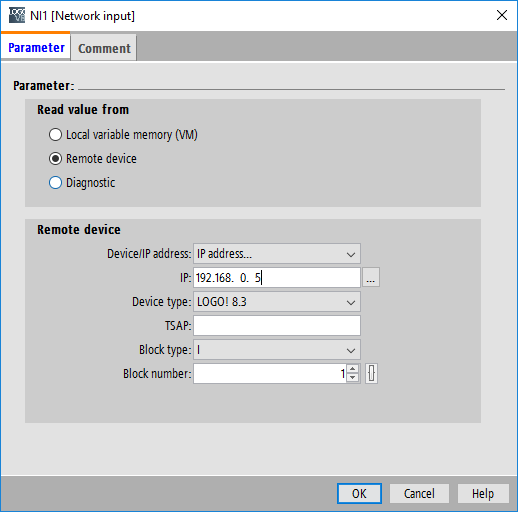 NI1 [Network input]
Parameter Comment
Parameter:
Read value from
Local variable memory (VM)
Remote device
Diagnostic
Remote device
Device/IP address: IP address...
IP: 192.168. 0. 5 ...
Device type: LOGO! 8.3
TSAP:
Block type: I
Block number: 1
OK Cancel Help